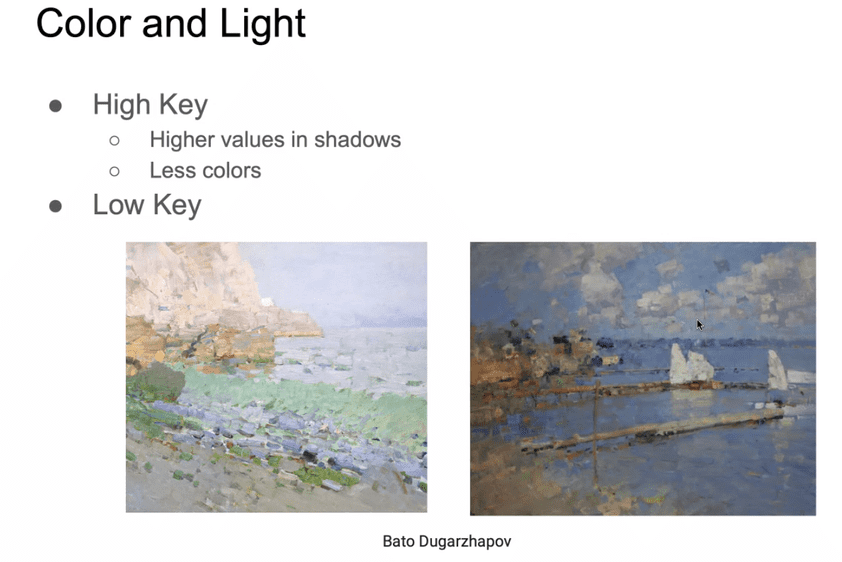 Color and Light
● High Key
○ Higher values in shadows
○ Less colors
● Low Key
Bato Dugarzhapov